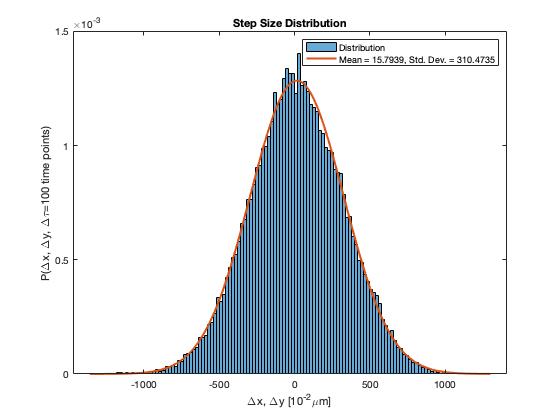 Step Size Distribution
×10⁻³
1.5
1
0.5
0
P(Δx, Δy, Δτ=100 time points)
Distribution
Mean = 15.7939, Std. Dev. = 310.4735
-1000 -500 0 500 1000
Δx, Δy [10⁻² μm]